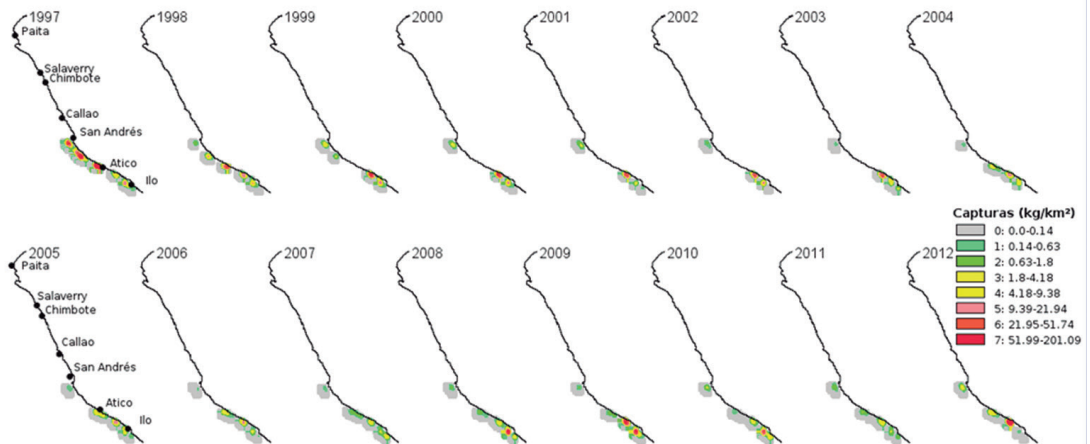 1997 1998 1999 2000 2001 2002 2003 2004
Paita
Salaverry
Chimbote
Callao
San Andrés
Atico
Ilo
Capturas (kg/km²)
0: 0.0-0.14
1: 0.14-0.63
2: 0.63-1.8
3: 1.8-4.18
4: 4.18-9.38
5: 9.39-21.94
6: 21.95-51.74
7: 51.99-201.09
2005 2006 2007 2008 2009 2010 2011 2012
Paita
Salaverry
Chimbote
Callao
San Andrés
Atico
Ilo